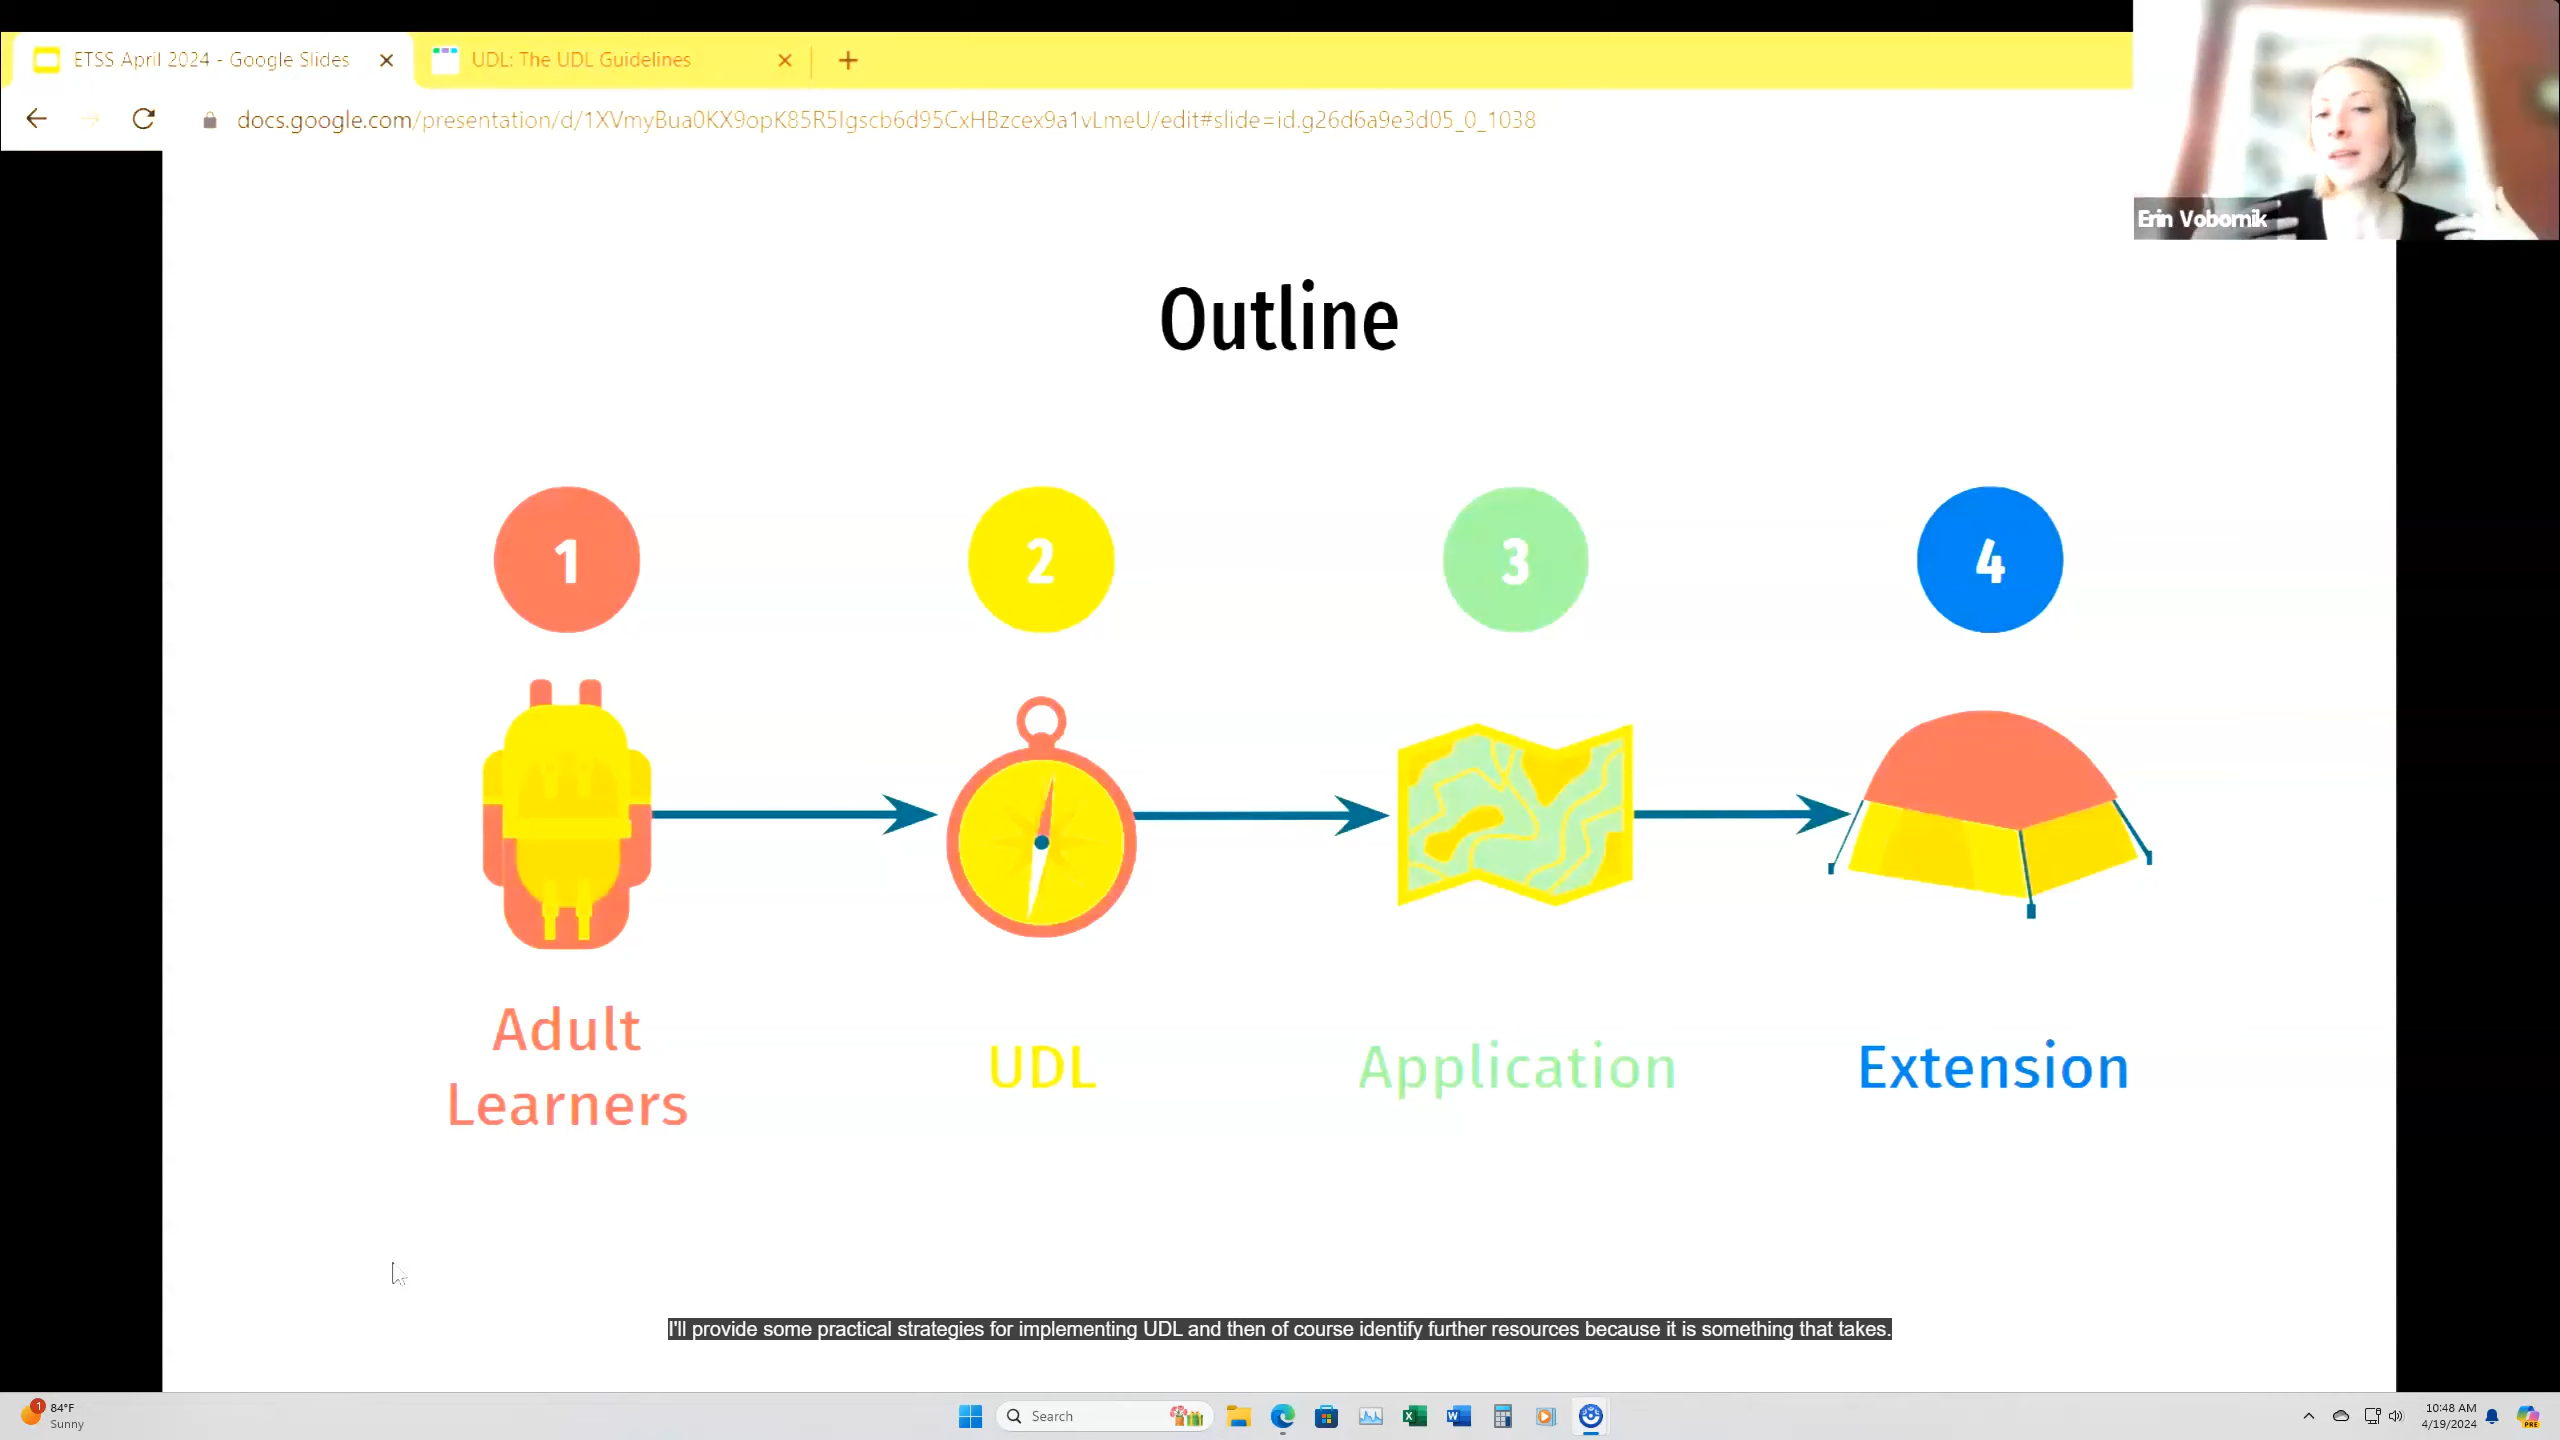 ETSS April 2024 - Google Slides
UDL: The UDL Guidelines
docs.google.com/presentation/d/1XVmyBua0KX9opK85R5Igscb6d95CxHBzcex9a1vLmeU/edit#slide=id.g26d6a9e3d05_0_1038
Erin Vobornik
Outline
1
2
3
4
Adult
Learners
UDL
Application
Extension
I'll provide some practical strategies for implementing UDL and then of course identify further resources because it is something that takes.
1
84°F
Sunny
Search
10:48 AM
4/19/2024
PRE